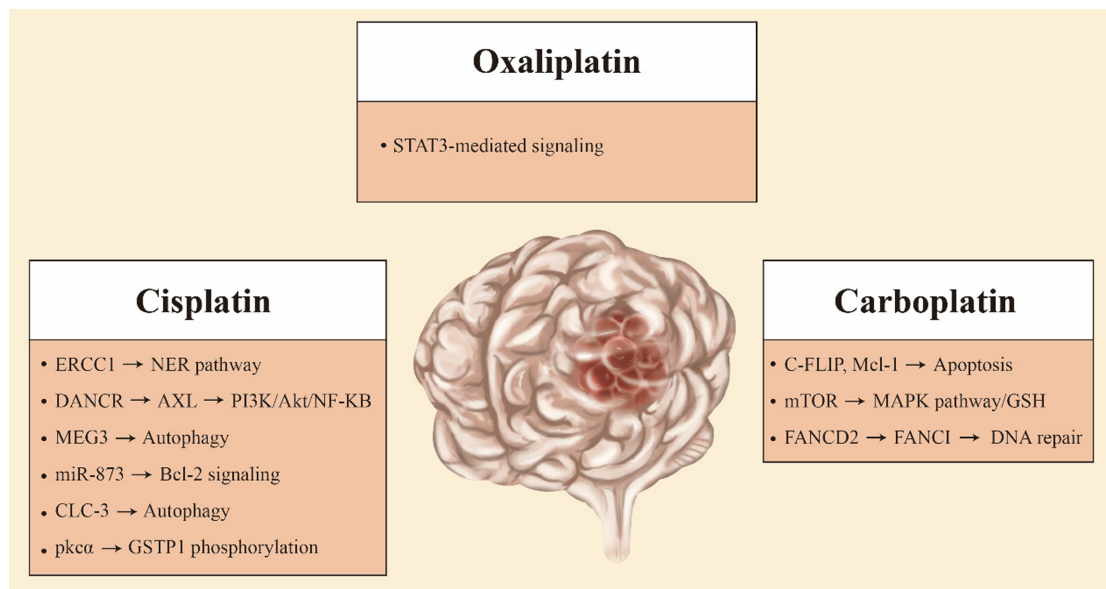 Oxaliplatin
• STAT3-mediated signaling
Cisplatin
• ERCC1 → NER pathway
• DANCR → AXL → PI3K/Akt/NF-KB
• MEG3 → Autophagy
• miR-873 → Bcl-2 signaling
• CLC-3 → Autophagy
• pkcα → GSTP1 phosphorylation
Carboplatin
• C-FLIP, Mcl-1 → Apoptosis
• mTOR → MAPK pathway/GSH
• FANCD2 → FANCI → DNA repair